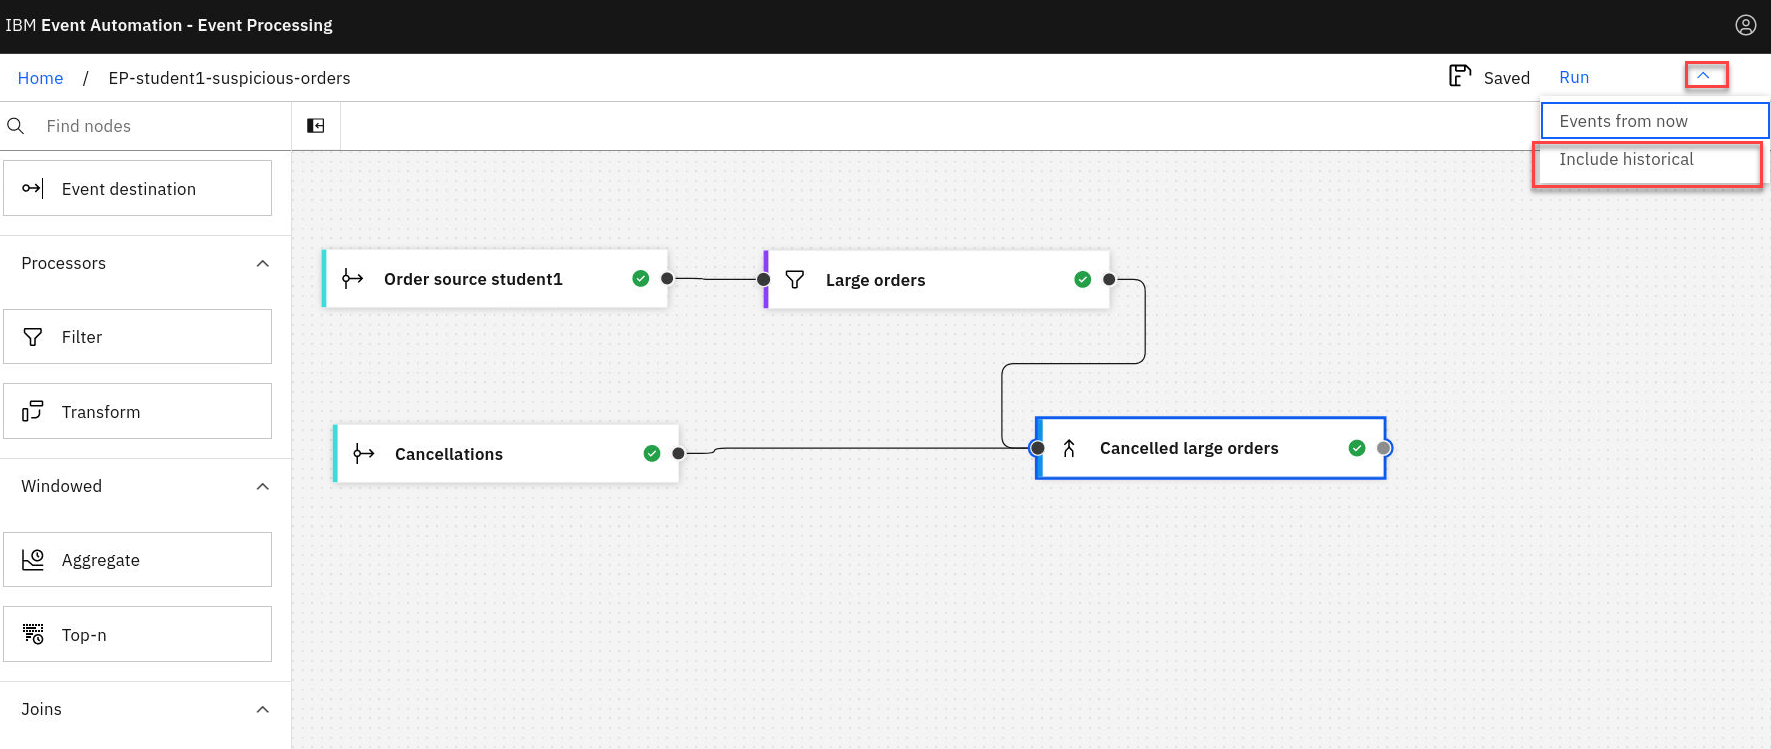 IBM Event Automation - Event Processing
Home / EP-student1-suspicious-orders
Saved
Run
Find nodes
Events from now
Include historical
Event destination
Processors
Filter
Transform
Windowed
Aggregate
Top-n
Joins
Order source student1
Large orders
Cancellations
Cancelled large orders